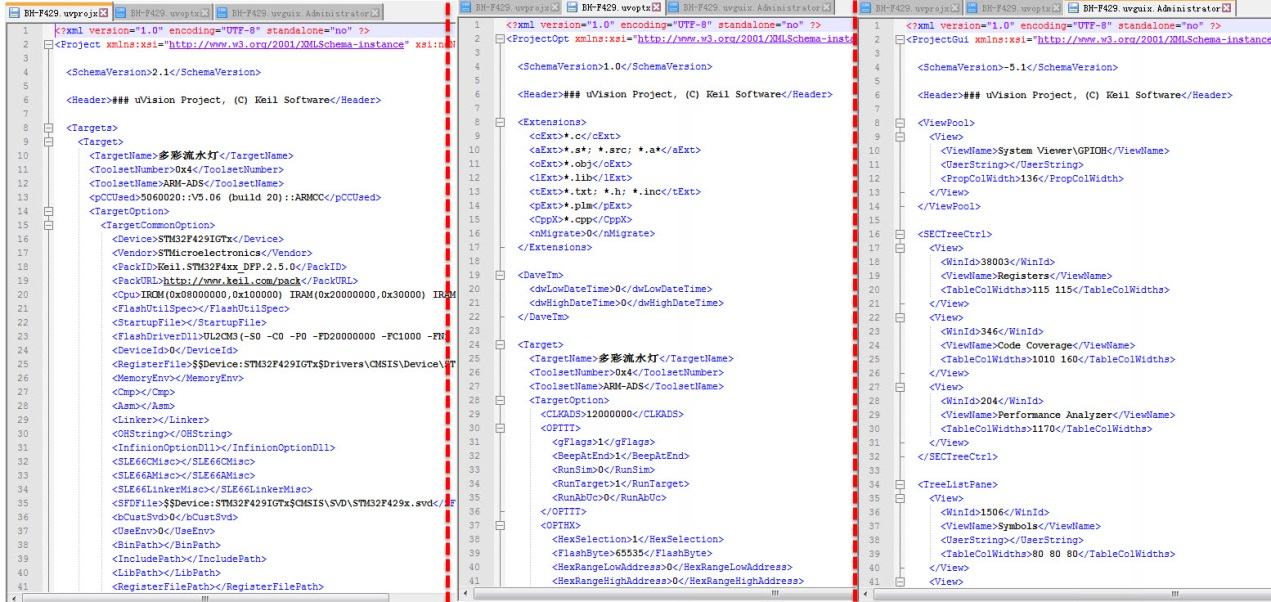 BH-F429.uvprojx BH-F429.uvoptx BH-F429.uvguix.Administrator
1 <?xml version="1.0" encoding="UTF-8" standalone="no" ?>
2 <Project xmlns:xsi="http://www.w3.org/2001/XMLSchema-instance" xsi:no
3
4 <SchemaVersion>2.1</SchemaVersion>
5
6 <Header>### uVision Project, (C) Keil Software</Header>
7
8 <Targets>
9 <Target>
10 <TargetName>多彩流水灯</TargetName>
11 <ToolsetNumber>0x4</ToolsetNumber>
12 <ToolsetName>ARM-ADS</ToolsetName>
13 <pCCUsed>5060020::V5.06 (build 20)::ARMCC</pCCUsed>
14 <TargetOption>
15 <TargetCommonOption>
16 <Device>STM32F429IGTx</Device>
17 <Vendor>STMicroelectronics</Vendor>
18 <PackID>Keil.STM32F4xx_DFP.2.5.0</PackID>
19 <PackURL>http://www.keil.com/pack</PackURL>
20 <Cpu>IROM(0x08000000,0x100000) IRAM(0x20000000,0x30000) IRAM
21 <FlashUtilSpec></FlashUtilSpec>
22 <StartupFile></StartupFile>
23 <FlashDriverDll>UL2CM3(-S0 -C0 -P0 -FD20000000 -FC1000 -FN
24 <DeviceId>0</DeviceId>
25 <RegisterFile>$$Device:STM32F429IGTx$Drivers\CMSIS\Device\ST
26 <MemoryEnv></MemoryEnv>
27 <Cmp></Cmp>
28 <Asm></Asm>
29 <Linker></Linker>
30 <OHString></OHString>
31 <InfinionOptionDll></InfinionOptionDll>
32 <SLE66CMisc></SLE66CMisc>
33 <SLE66AMisc></SLE66AMisc>
34 <SLE66LinkerMisc></SLE66LinkerMisc>
35 <SFDFile>$$Device:STM32F429IGTx$CMSIS\SVD\STM32F429x.svd</SF
36 <bCustSvd>0</bCustSvd>
37 <UseEnv>0</UseEnv>
38 <BinPath></BinPath>
39 <IncludePath></IncludePath>
40 <LibPath></LibPath>
41 <RegisterFilePath></RegisterFilePath>
BH-F429.uvprojx BH-F429.uvoptx BH-F429.uvguix.Administrator
1 <?xml version="1.0" encoding="UTF-8" standalone="no" ?>
2 <ProjectOpt xmlns:xsi="http://www.w3.org/2001/XMLSchema-insta
3
4 <SchemaVersion>1.0</SchemaVersion>
5
6 <Header>### uVision Project, (C) Keil Software</Header>
7
8 <Extensions>
9 <cExt>*.c</cExt>
10 <aExt>*.s*; *.src; *.a*</aExt>
11 <oExt>*.obj</oExt>
12 <lExt>*.lib</lExt>
13 <tExt>*.txt; *.h; *.inc</tExt>
14 <pExt>*.plm</pExt>
15 <CppX>*.cpp</CppX>
16 <nMigrate>0</nMigrate>
17 </Extensions>
18
19 <DaveTm>
20 <dwLowDateTime>0</dwLowDateTime>
21 <dwHighDateTime>0</dwHighDateTime>
22 </DaveTm>
23
24 <Target>
25 <TargetName>多彩流水灯</TargetName>
26 <ToolsetNumber>0x4</ToolsetNumber>
27 <ToolsetName>ARM-ADS</ToolsetName>
28 <TargetOption>
29 <CLKADS>12000000</CLKADS>
30 <OPTTT>
31 <gFlags>1</gFlags>
32 <BeepAtEnd>1</BeepAtEnd>
33 <RunSim>0</RunSim>
34 <RunTarget>1</RunTarget>
35 <RunAbUc>0</RunAbUc>
36 </OPTTT>
37 <OPTHX>
38 <HexSelection>1</HexSelection>
39 <FlashByte>65535</FlashByte>
40 <HexRangeLowAddress>0</HexRangeLowAddress>
41 <HexRangeHighAddress>0</HexRangeHighAddress>
BH-F429.uvprojx BH-F429.uvoptx BH-F429.uvguix.Administrator
1 <?xml version="1.0" encoding="UTF-8" standalone="no" ?>
2 <ProjectGui xmlns:xsi="http://www.w3.org/2001/XMLSchema-instance
3
4 <SchemaVersion>-5.1</SchemaVersion>
5
6 <Header>### uVision Project, (C) Keil Software</Header>
7
8 <ViewPool>
9 <View>
10 <ViewName>System Viewer\GPIOH</ViewName>
11 <UserString></UserString>
12 <PropColWidth>136</PropColWidth>
13 </View>
14 </ViewPool>
15
16 <SECTreeCtrl>
17 <View>
18 <WinId>38003</WinId>
19 <ViewName>Registers</ViewName>
20 <TableColWidths>115 115</TableColWidths>
21 </View>
22 <View>
23 <WinId>346</WinId>
24 <ViewName>Code Coverage</ViewName>
25 <TableColWidths>1010 160</TableColWidths>
26 </View>
27 <View>
28 <WinId>204</WinId>
29 <ViewName>Performance Analyzer</ViewName>
30 <TableColWidths>1170</TableColWidths>
31 </View>
32 </SECTreeCtrl>
33
34 <TreeListPane>
35 <View>
36 <WinId>1506</WinId>
37 <ViewName>Symbols</ViewName>
38 <UserString></UserString>
39 <TableColWidths>80 80 80</TableColWidths>
40 </View>
41 <View>